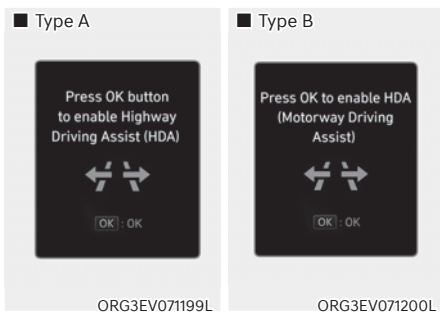 ■ Type A
Press OK button
to enable Highway
Driving Assist (HDA)
OK : OK
ORG3EV071199L
■ Type B
Press OK to enable HDA
(Motorway Driving
Assist)
OK : OK
ORG3EV071200L